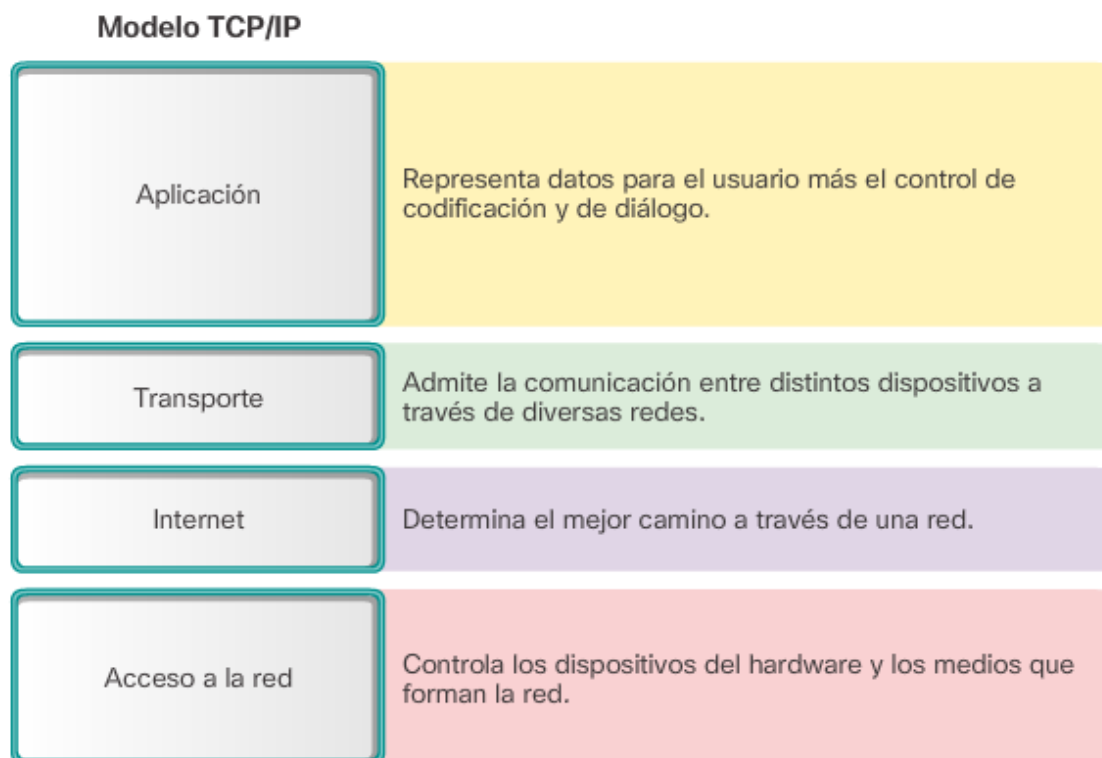 Modelo TCP/IP
Aplicación
Representa datos para el usuario más el control de
codificación y de diálogo.
Transporte
Admite la comunicación entre distintos dispositivos a
través de diversas redes.
Internet
Determina el mejor camino a través de una red.
Acceso a la red
Controla los dispositivos del hardware y los medios que
forman la red.